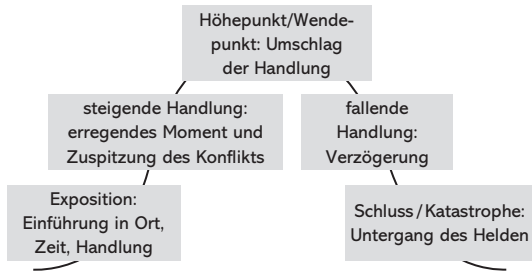 Höhepunkt/Wende-
punkt: Umschlag
der Handlung
steigende Handlung:
erregendes Moment und
Zuspitzung des Konflikts
fallende
Handlung:
Verzögerung
Exposition:
Einführung in Ort,
Zeit, Handlung
Schluss/Katastrophe:
Untergang des Helden